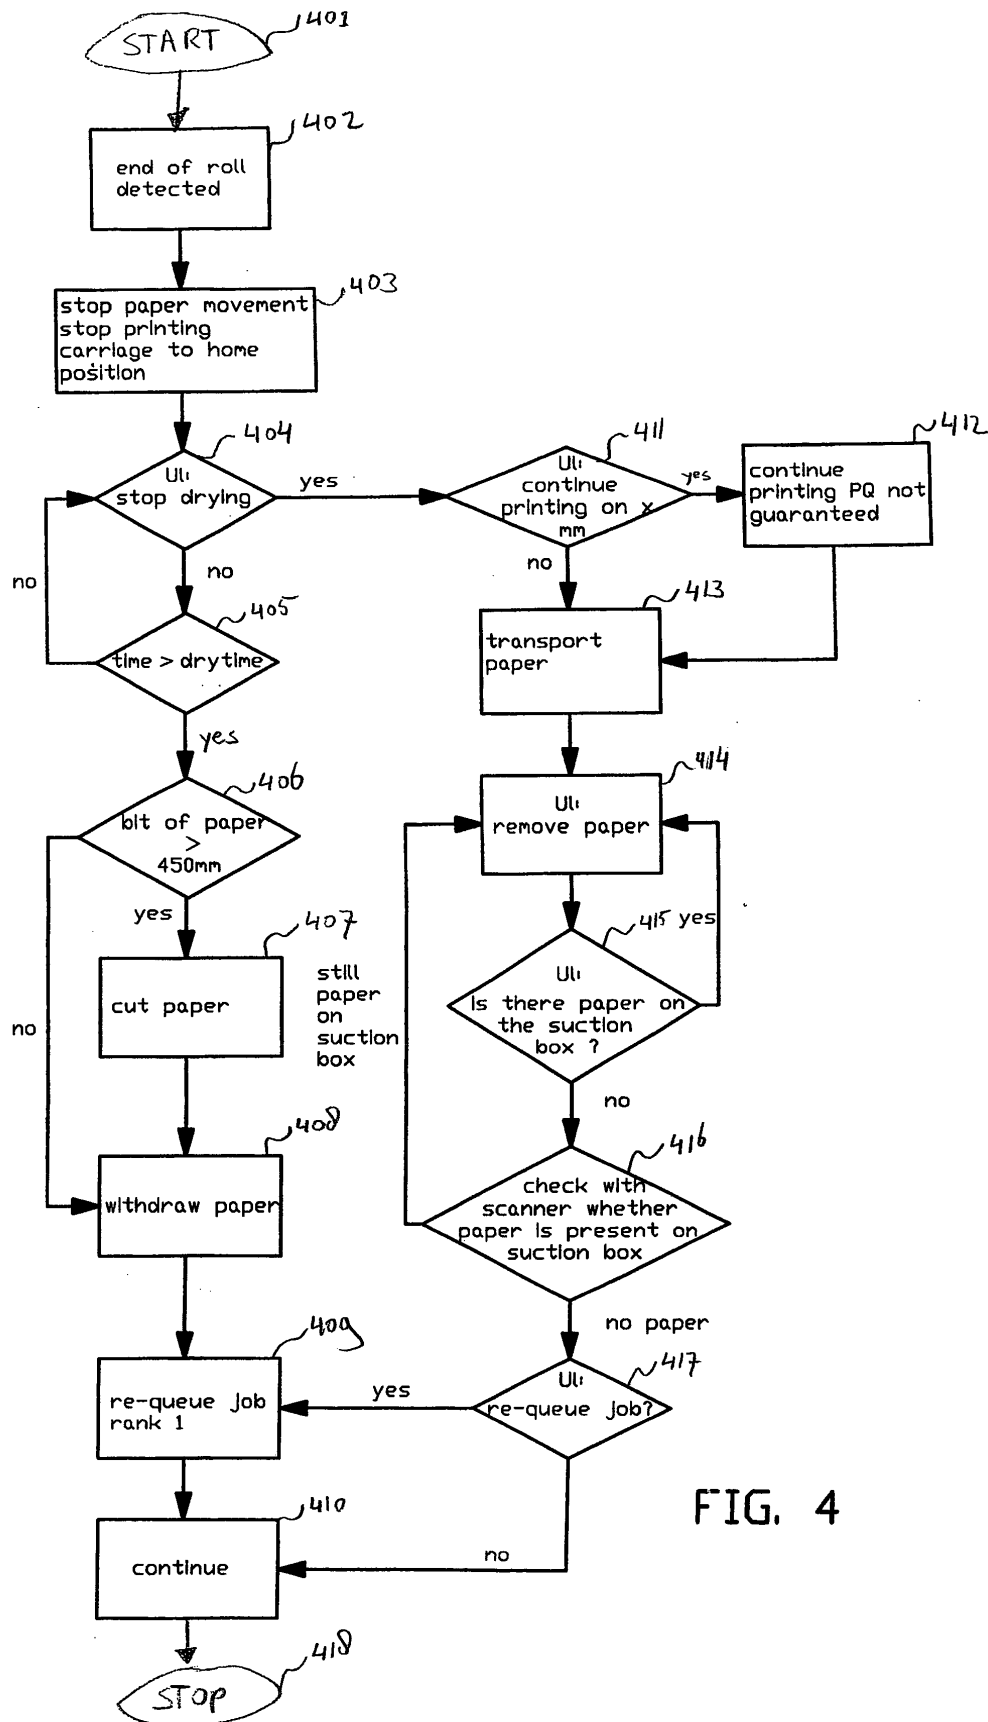 START
401
402
end of roll
detected
403
stop paper movement
stop printing
carriage to home
position
404
UI:
stop drying
yes
no
no
405
time > drytime
yes
406
bit of paper
>
450mm
yes
no
407
cut paper
408
withdraw paper
409
re-queue job
rank 1
410
continue
418
STOP
411
UI:
continue
printing on x
mm
yes
no
412
continue
printing PQ not
guaranteed
413
transport
paper
414
UI:
remove paper
415
yes
UI:
is there paper on
the suction
box ?
no
still
paper
on
suction
box
416
check with
scanner whether
paper is present on
suction box
no paper
417
UI:
re-queue job?
yes
no
FIG. 4